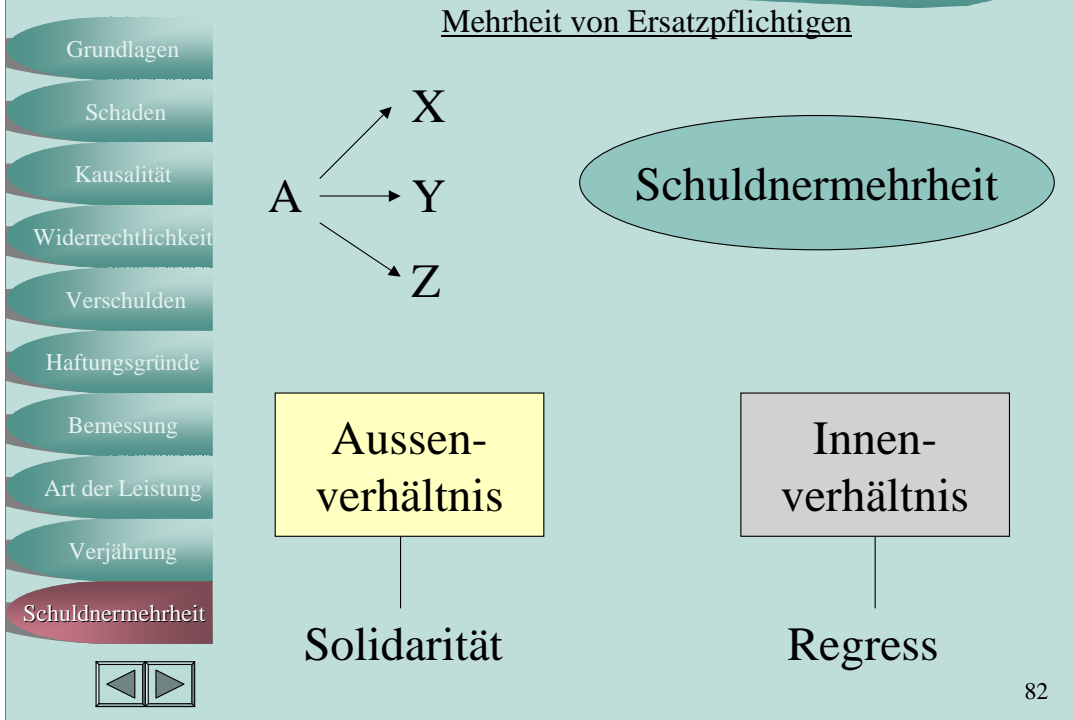 Mehrheit von Ersatzpflichtigen
Grundlagen
Schaden
Kausalität
Widerrechtlichkeit
Verschulden
Haftungsgründe
Bemessung
Art der Leistung
Verjährung
Schuldnermehrheit
X
A
Y
Z
Schuldnermehrheit
Aussen-
verhältnis
Solidarität
Innen-
verhältnis
Regress
82